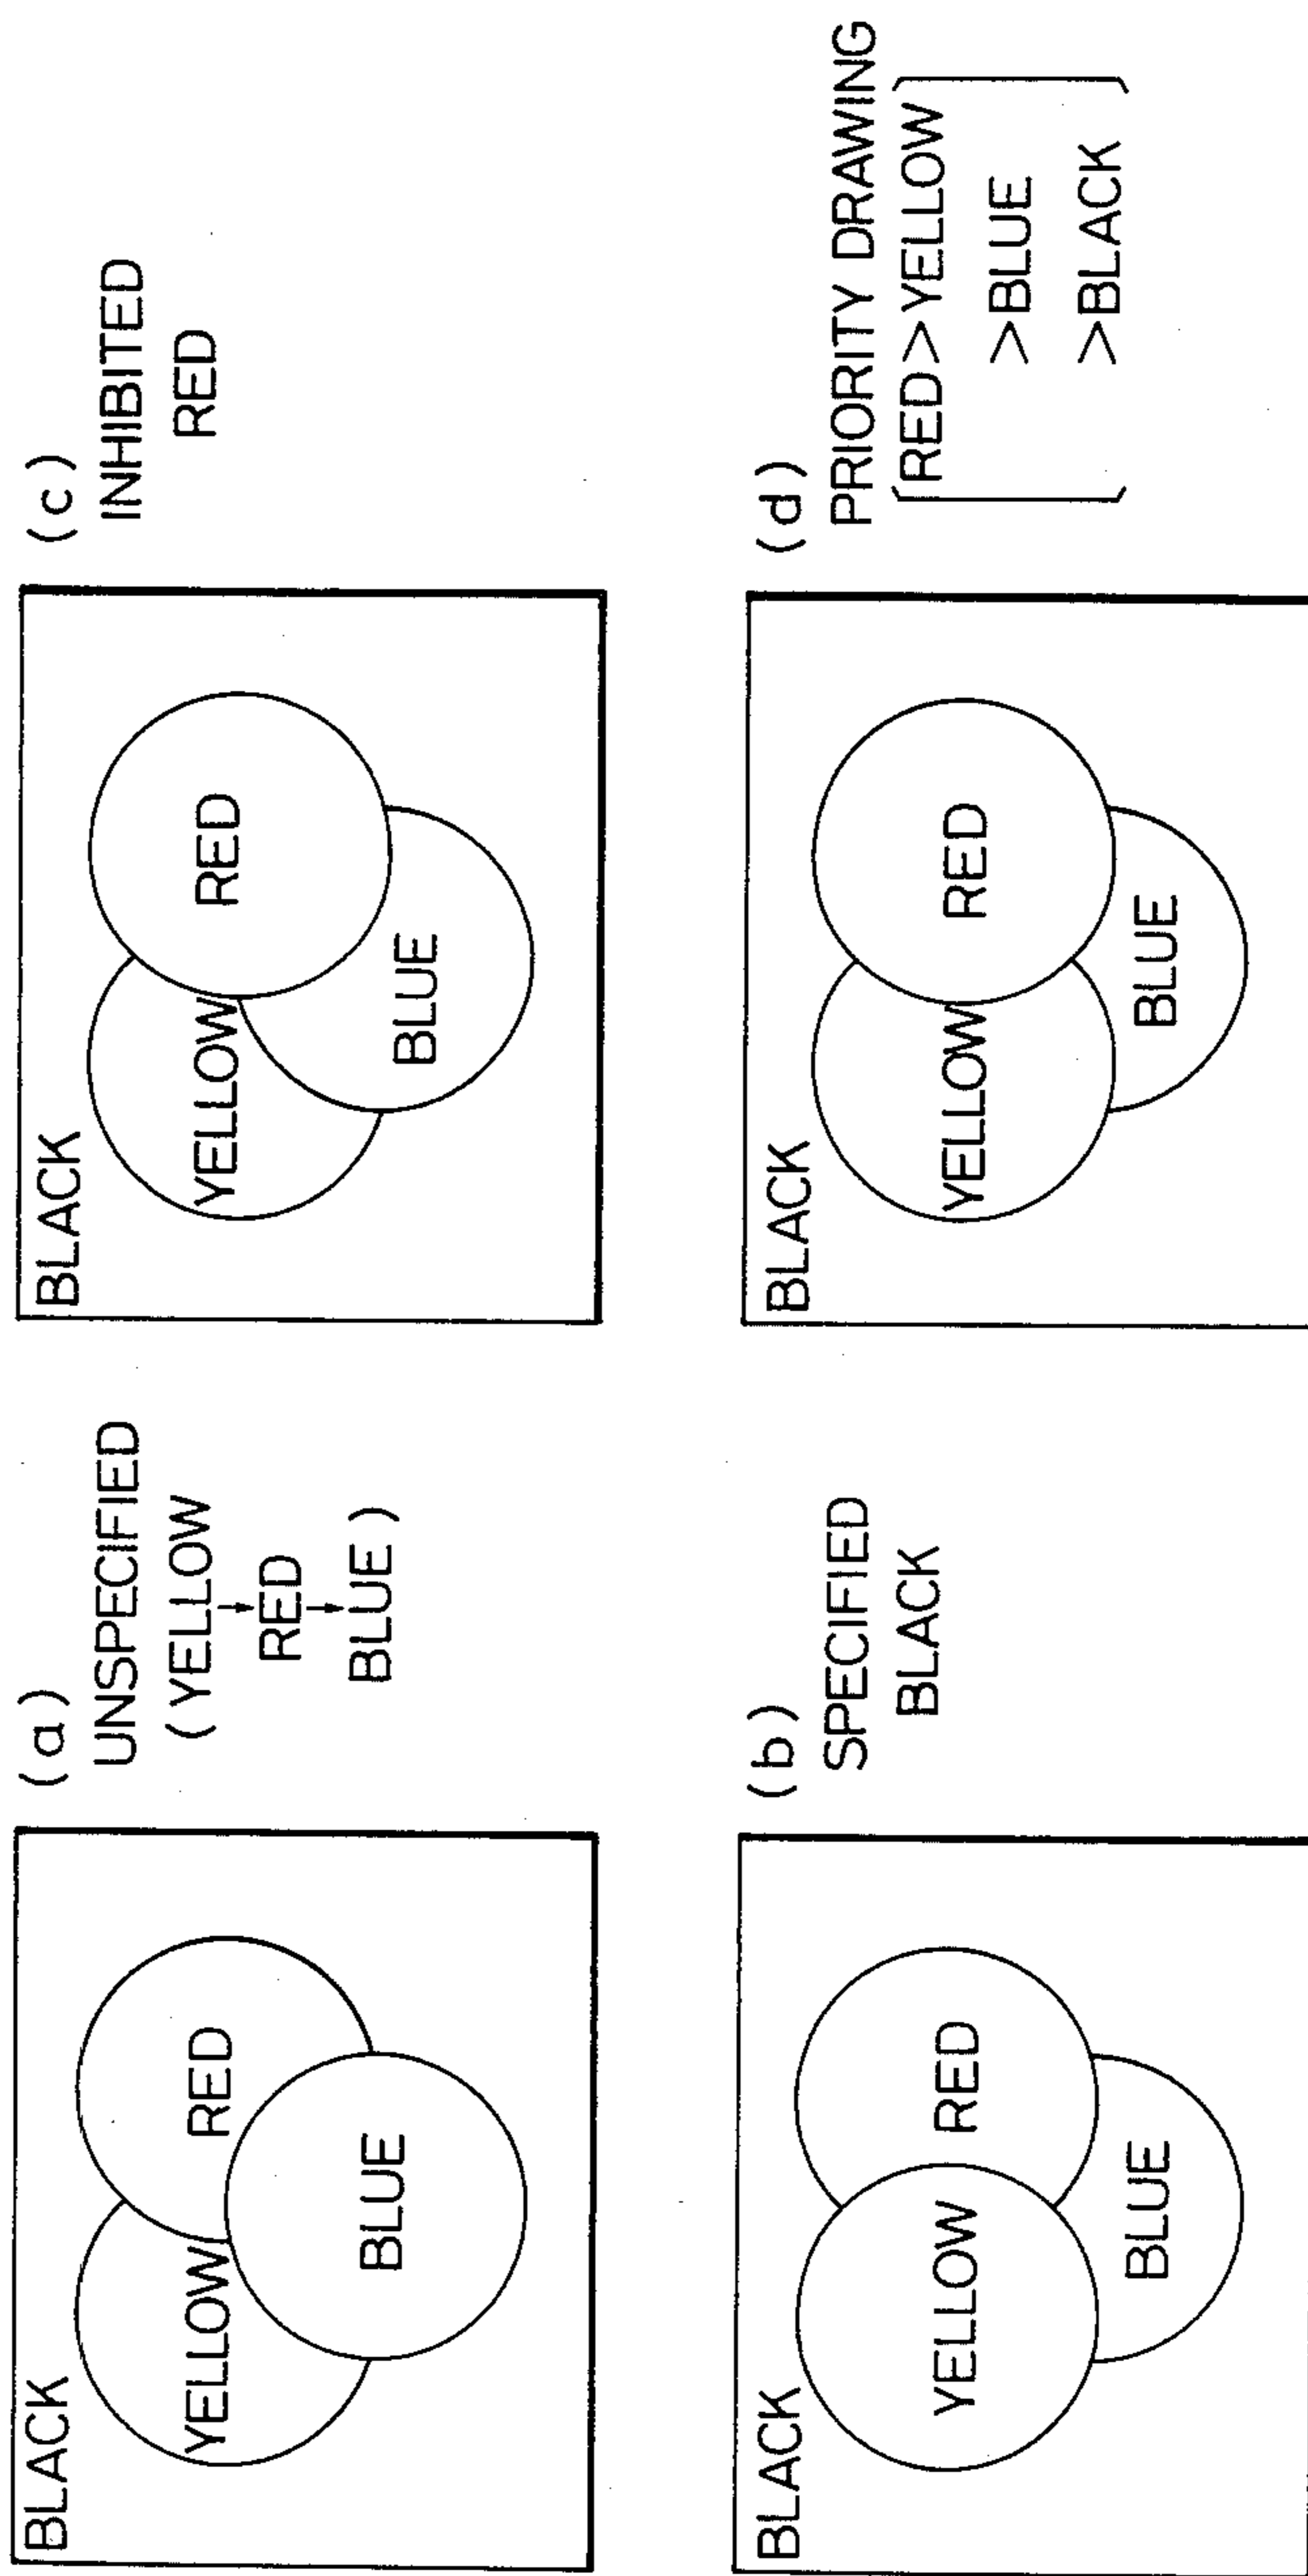 BLACK
YELLOW
RED
BLUE
(a)
UNSPECIFIED
(YELLOW
RED
BLUE)
BLACK
YELLOW
RED
BLUE
(c)
INHIBITED
RED
BLACK
YELLOW
RED
BLUE
(b)
SPECIFIED
BLACK
BLACK
YELLOW
RED
BLUE
(d)
PRIORITY DRAWING
RED>YELLOW
>BLUE
>BLACK